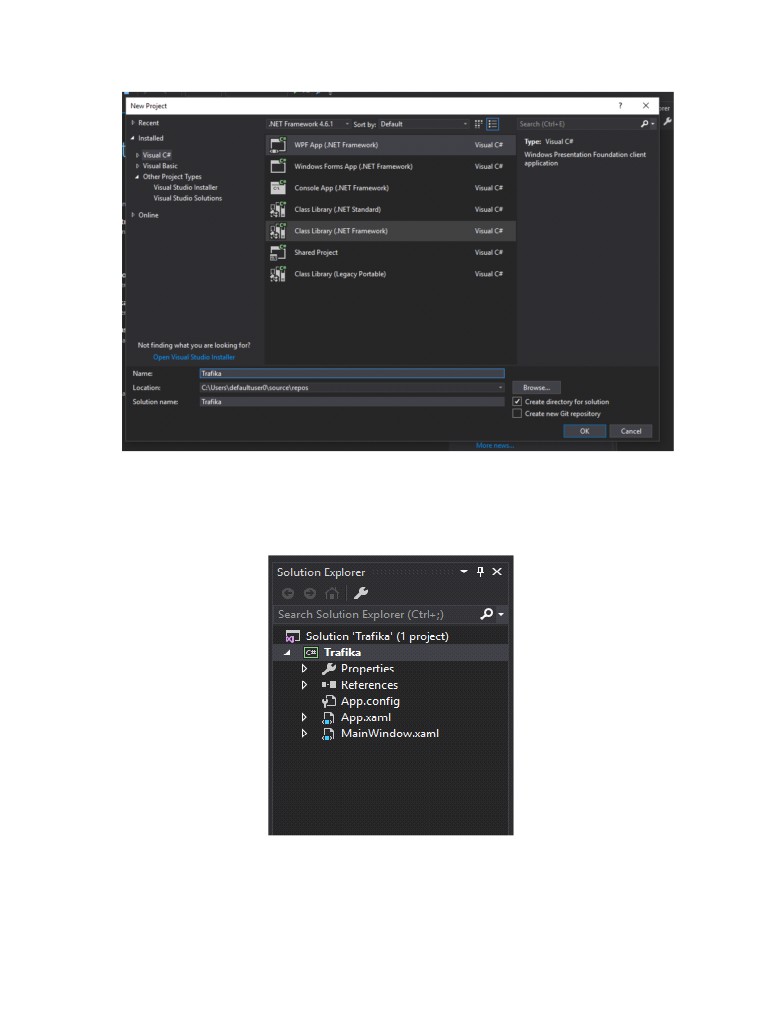 New Project ? ✕
Recent
.NET Framework 4.6.1 Sort by: Default
Search (Ctrl+E)
Installed
Visual C#
Visual Basic
Other Project Types
Visual Studio Installer
Visual Studio Solutions
Online
Not finding what you are looking for?
Open Visual Studio Installer
WPF App (.NET Framework) Visual C#
Windows Forms App (.NET Framework) Visual C#
Console App (.NET Framework) Visual C#
Class Library (.NET Standard) Visual C#
Class Library (.NET Framework) Visual C#
Shared Project Visual C#
Class Library (Legacy Portable) Visual C#
Type: Visual C#
Windows Presentation Foundation client
application
Name: Trafika
Location: C:\Users\defaultuser0\source\repos
Browse...
Solution name: Trafika
Create directory for solution
Create new Git repository
OK Cancel
More news...
Solution Explorer
Search Solution Explorer (Ctrl+;)
Solution 'Trafika' (1 project)
C# Trafika
Properties
References
App.config
App.xaml
MainWindow.xaml